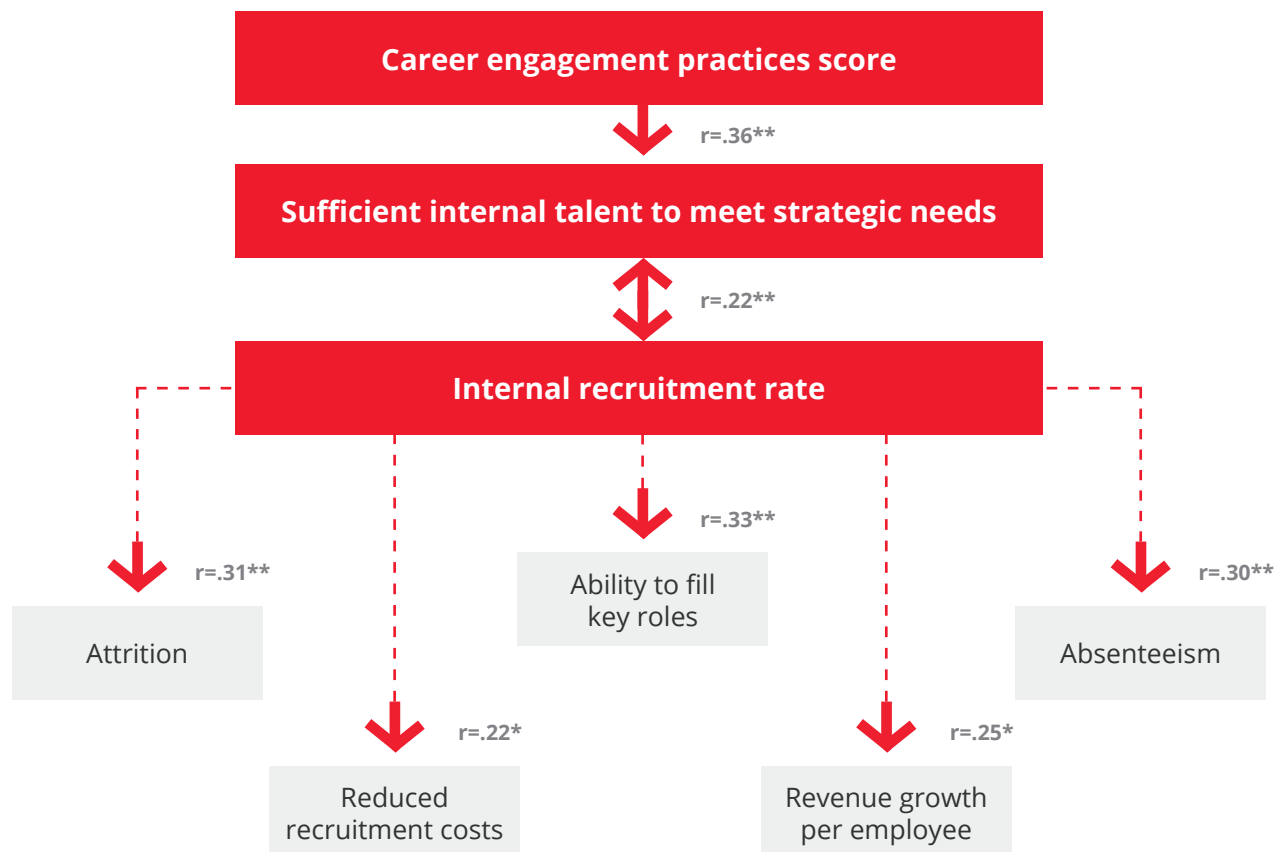 Career engagement practices score
r=.36**
Sufficient internal talent to meet strategic needs
r=.22**
Internal recruitment rate
r=.33**
r=.31**
r=.30**
Ability to fill
key roles
Attrition
Absenteeism
r=.22*
r=.25*
Reduced
recruitment costs
Revenue growth
per employee